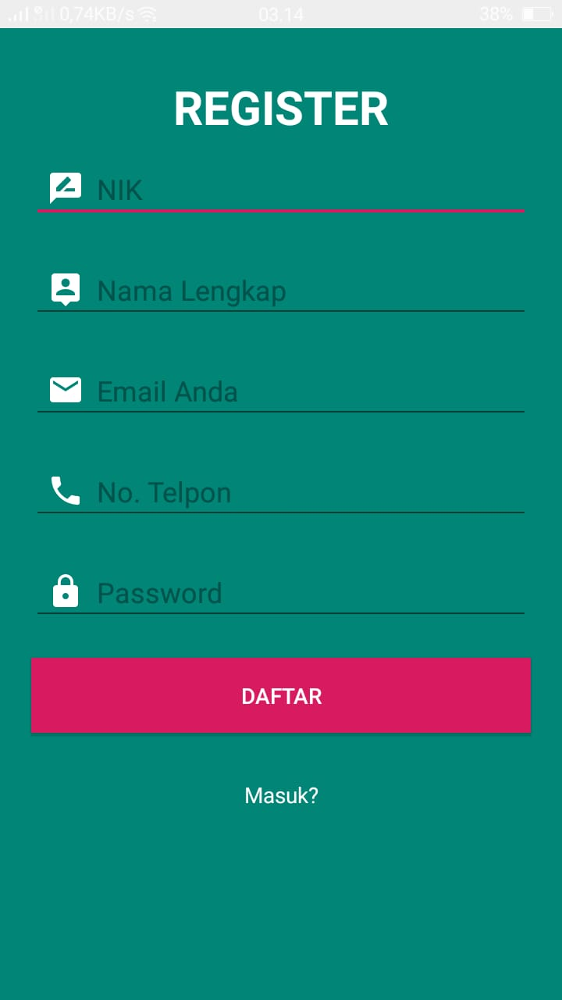 0,74KB/s 03.14 38%
REGISTER
NIK
Nama Lengkap
Email Anda
No. Telpon
Password
DAFTAR
Masuk?